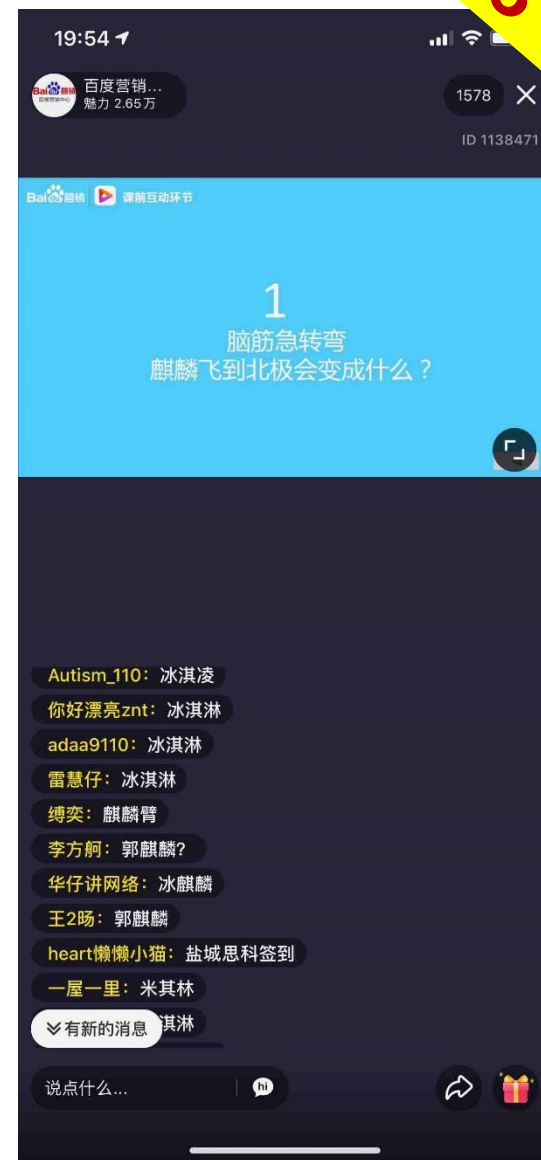 19:54
百度营销...
魅力 2.65万
1578
ID 1138471
Bai 营销
课前互动环节
1
脑筋急转弯
麒麟飞到北极会变成什么？
Autism_110：冰淇凌
你好漂亮znt：冰淇淋
adaa9110：冰淇淋
雷慧仔：冰淇淋
缚奕：麒麟臂
李方舸：郭麒麟?
华仔讲网络：冰麒麟
王2旸：郭麒麟
heart懒懒小猫：盐城思科签到
一屋一里：米其林
有新的消息
淇淋
说点什么...
hi